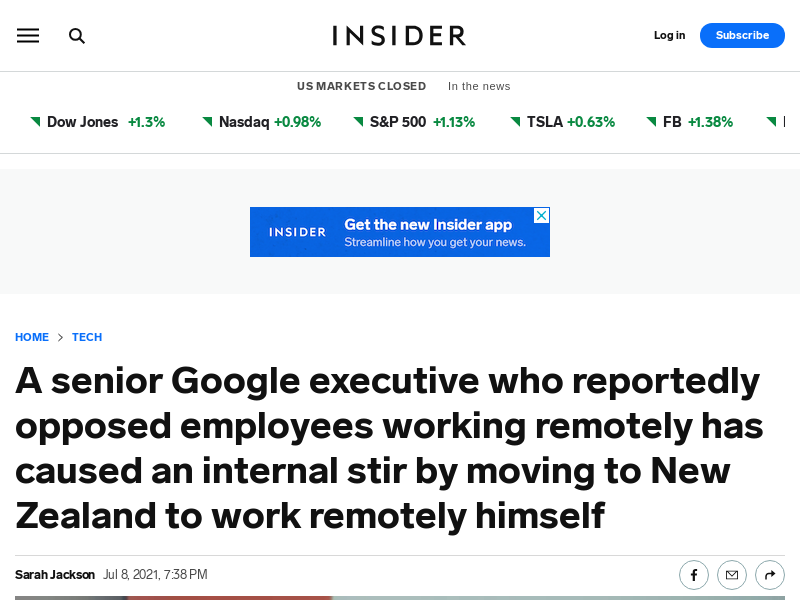 INSIDER
Log in
Subscribe
US MARKETS CLOSED In the news
Dow Jones +1.3%
Nasdaq +0.98%
S&P 500 +1.13%
TSLA +0.63%
FB +1.38%
INSIDER
Get the new Insider app
Streamline how you get your news.
HOME > TECH
A senior Google executive who reportedly
opposed employees working remotely has
caused an internal stir by moving to New
Zealand to work remotely himself
Sarah Jackson Jul 8, 2021, 7:38 PM